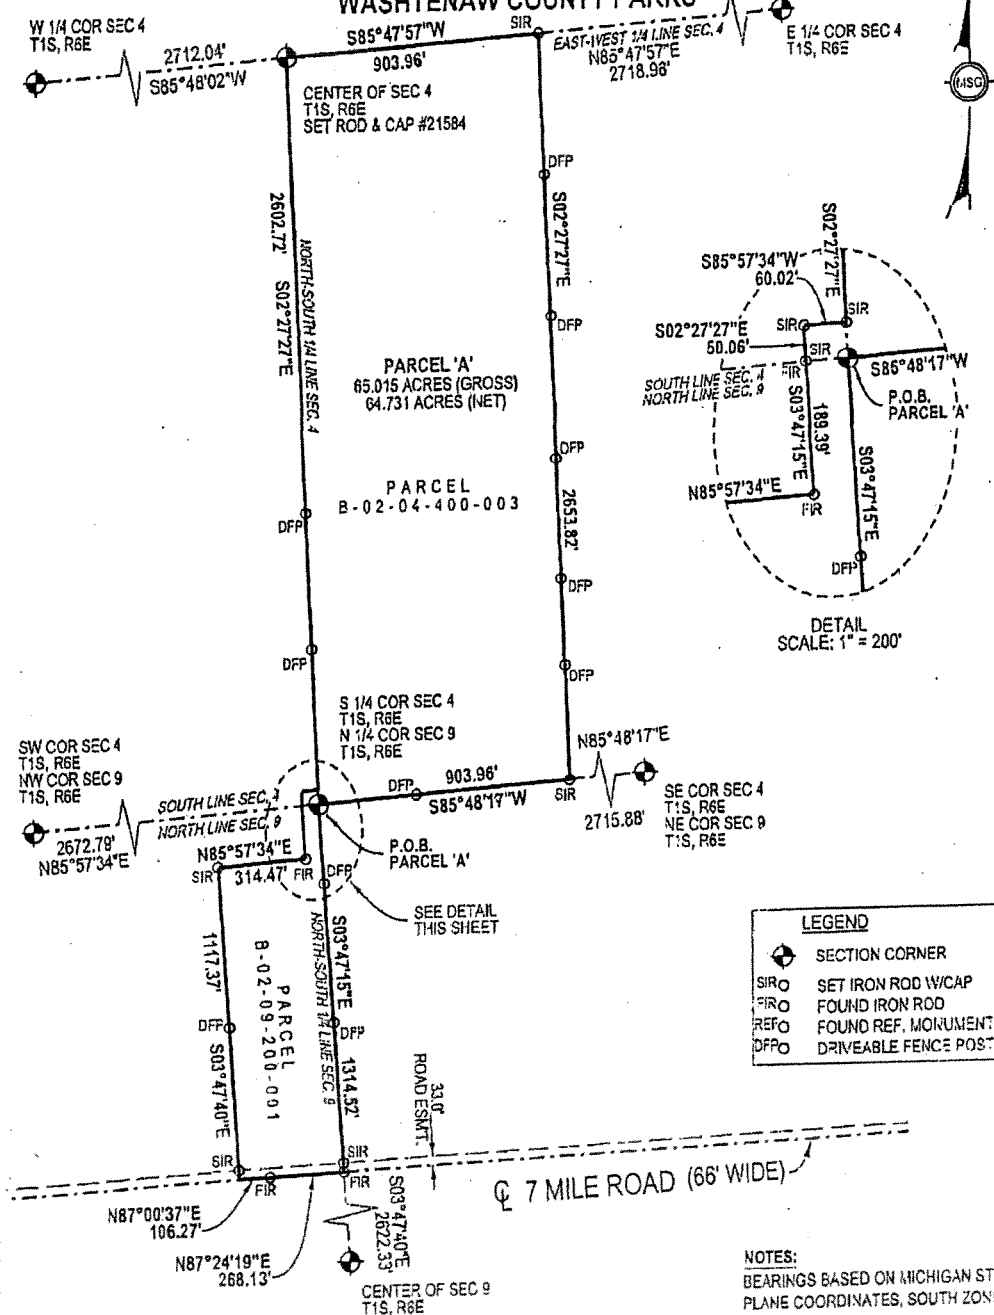 WASHTENAW COUNTY PARKS
W 1/4 COR SEC 4
T1S, R6E
2712.04'
S85°48'02"W
S85°47'57"W
903.96'
SIR
EAST-WEST 1/4 LINE SEC. 4
N85°47'57"E
2718.96'
E 1/4 COR SEC 4
T1S, R6E
MSG
CENTER OF SEC 4
T1S, R6E
SET ROD & CAP #21584
DFP
2602.72'
S02°27'27"E
NORTH-SOUTH 1/4 LINE SEC. 4
S02°27'27"E
DFP
PARCEL 'A'
65.015 ACRES (GROSS)
64.731 ACRES (NET)
DFP
PARCEL
B-02-04-400-003
2653.82'
DFP
DFP
DFP
DFP
S02°27'27"E
S85°57'34"W
60.02'
SIR
SIR
S02°27'27"E
50.06'
SIR
FIR
S86°48'17"W
SOUTH LINE SEC. 4
NORTH LINE SEC. 9
P.O.B.
PARCEL 'A'
S03°47'15"E
189.39'
S03°47'15"E
N85°57'34"E
FIR
DFP
DETAIL
SCALE: 1" = 200'
S 1/4 COR SEC 4
T1S, R6E
N 1/4 COR SEC 9
T1S, R6E
SW COR SEC 4
T1S, R6E
NW COR SEC 9
T1S, R6E
SOUTH LINE SEC. 4
NORTH LINE SEC. 9
2672.79'
N85°57'34"E
DFP
903.96'
S85°48'17"W
N85°48'17"E
SIR
2715.88'
SE COR SEC 4
T1S, R6E
NE COR SEC 9
T1S, R6E
N85°57'34"E
314.47'
SIR
FIR
DFP
P.O.B.
PARCEL 'A'
SEE DETAIL
THIS SHEET
1117.37'
S03°47'40"E
DFP
PARCEL
B-02-09-200-001
NORTH-SOUTH 1/4 LINE SEC. 9
S03°47'15"E
DFP
1314.52'
33.0'
ROAD ESMT.
LEGEND
SECTION CORNER
SIR SET IRON ROD W/CAP
FIR FOUND IRON ROD
REF FOUND REF. MONUMENT
DFP DRIVEABLE FENCE POST
SIR
FIR
SIR
FIR
℄ 7 MILE ROAD (66' WIDE)
N87°00'37"E
106.27'
N87°24'19"E
268.13'
S03°47'40"E
2622.33'
CENTER OF SEC 9
T1S, R6E
NOTES:
BEARINGS BASED ON MICHIGAN ST
PLANE COORDINATES, SOUTH ZON